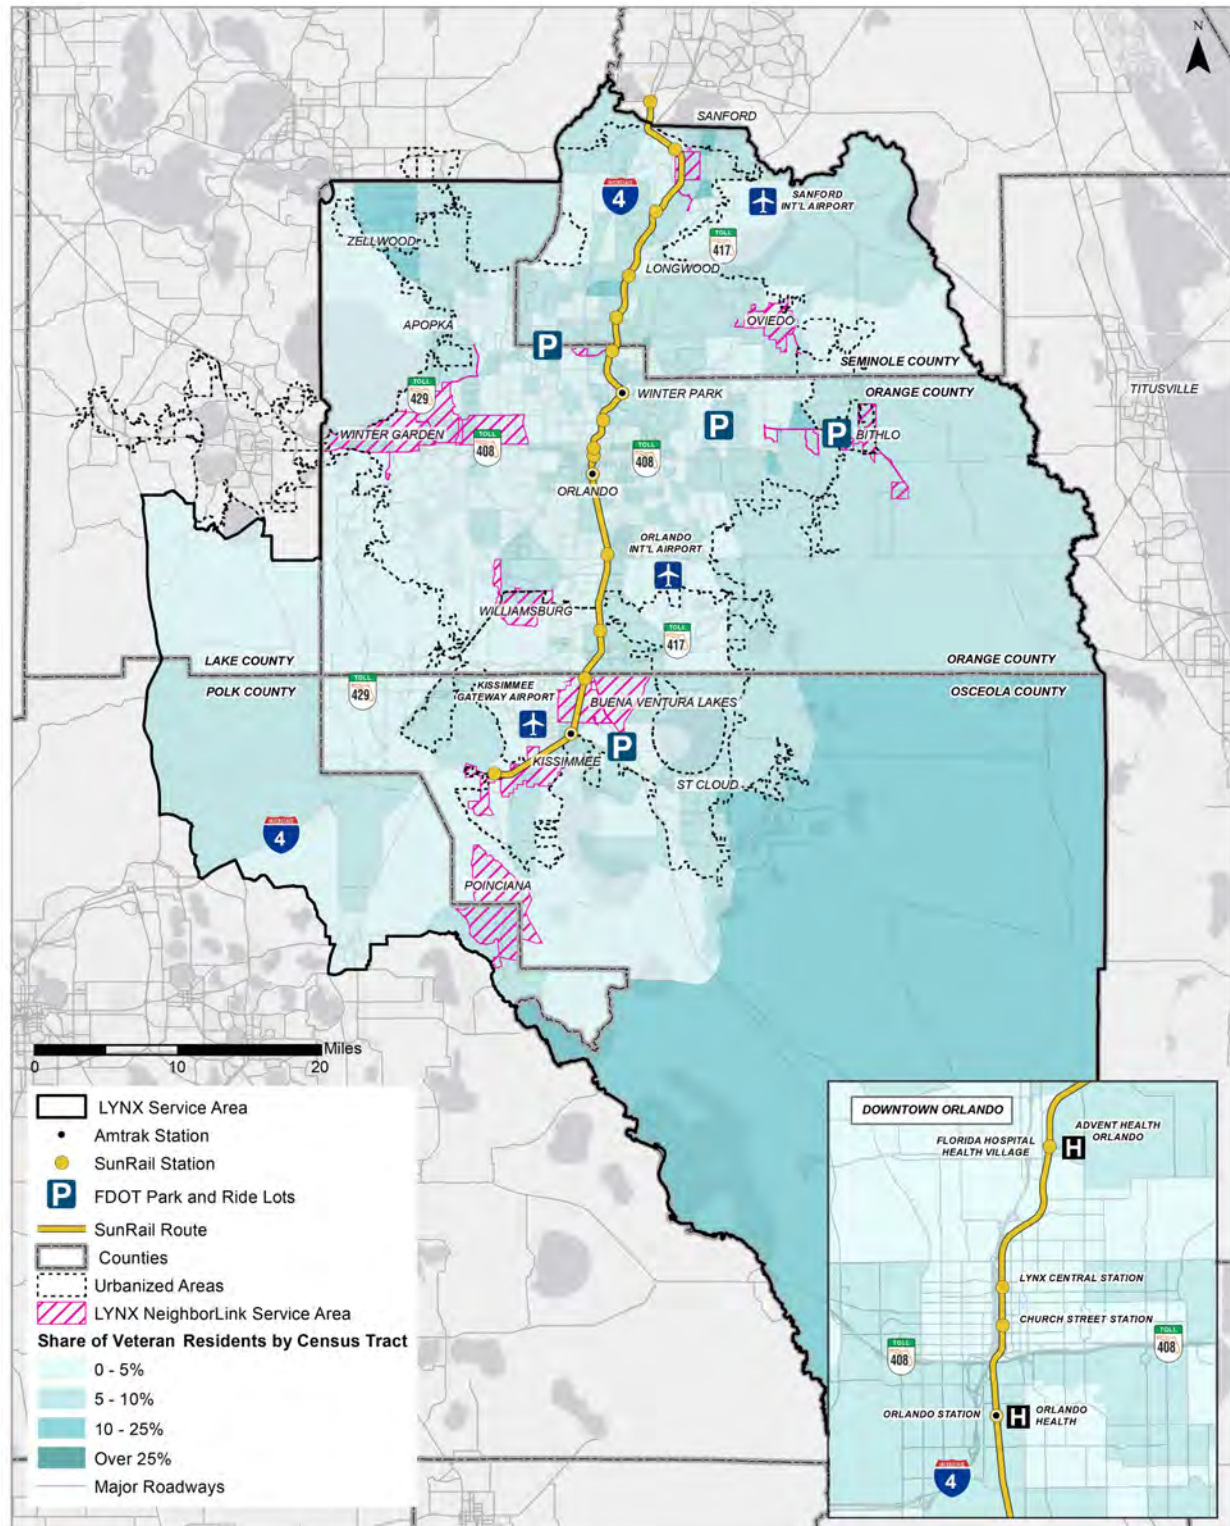 N
SANFORD
SANFORD
INT'L AIRPORT
4
TOLL
417
ZELLWOOD
LONGWOOD
APOPKA
OVIEDO
P
SEMINOLE COUNTY
ORANGE COUNTY
TITUSVILLE
TOLL
429
WINTER PARK
P
P
BITHLO
WINTER GARDEN
TOLL
408
TOLL
408
ORLANDO
ORLANDO
INT'L AIRPORT
WILLIAMSBURG
TOLL
417
LAKE COUNTY
ORANGE COUNTY
POLK COUNTY
OSCEOLA COUNTY
TOLL
429
KISSIMMEE
GATEWAY AIRPORT
BUENA VENTURA LAKES
P
KISSIMMEE
ST CLOUD
4
POINCIANA
Miles
0 10 20
LYNX Service Area
Amtrak Station
SunRail Station
P FDOT Park and Ride Lots
SunRail Route
Counties
Urbanized Areas
LYNX NeighborLink Service Area
Share of Veteran Residents by Census Tract
0 - 5%
5 - 10%
10 - 25%
Over 25%
Major Roadways
DOWNTOWN ORLANDO
ADVENT HEALTH
ORLANDO
FLORIDA HOSPITAL
HEALTH VILLAGE
H
LYNX CENTRAL STATION
CHURCH STREET STATION
TOLL
408
TOLL
408
ORLANDO STATION
H
ORLANDO
HEALTH
4